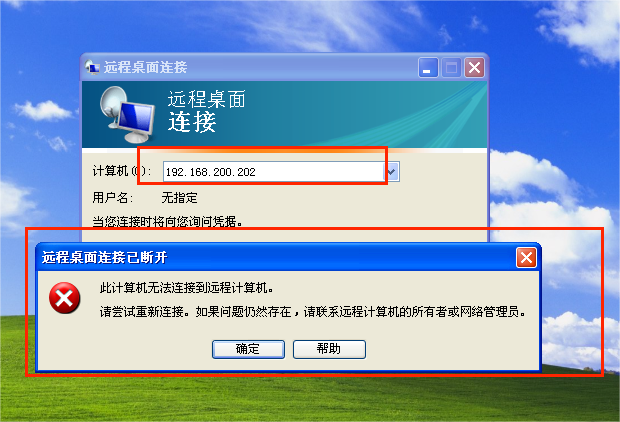 远程桌面连接
远程桌面
连接
计算机(C):
192.168.200.202
用户名: 无指定
当您连接时将向您询问凭据。
远程桌面连接已断开
此计算机无法连接到远程计算机。
请尝试重新连接。如果问题仍然存在，请联系远程计算机的所有者或网络管理员。
确定 帮助